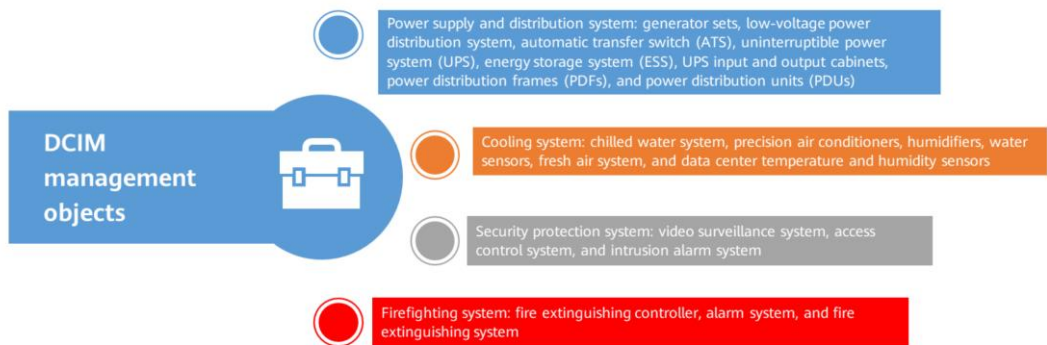 Power supply and distribution system: generator sets, low-voltage power
distribution system, automatic transfer switch (ATS), uninterruptible power
system (UPS), energy storage system (ESS), UPS input and output cabinets,
power distribution frames (PDFs), and power distribution units (PDUs)
DCIM
management
objects
Cooling system: chilled water system, precision air conditioners, humidifiers, water
sensors, fresh air system, and data center temperature and humidity sensors
Security protection system: video surveillance system, access
control system, and intrusion alarm system
Firefighting system: fire extinguishing controller, alarm system, and fire
extinguishing system